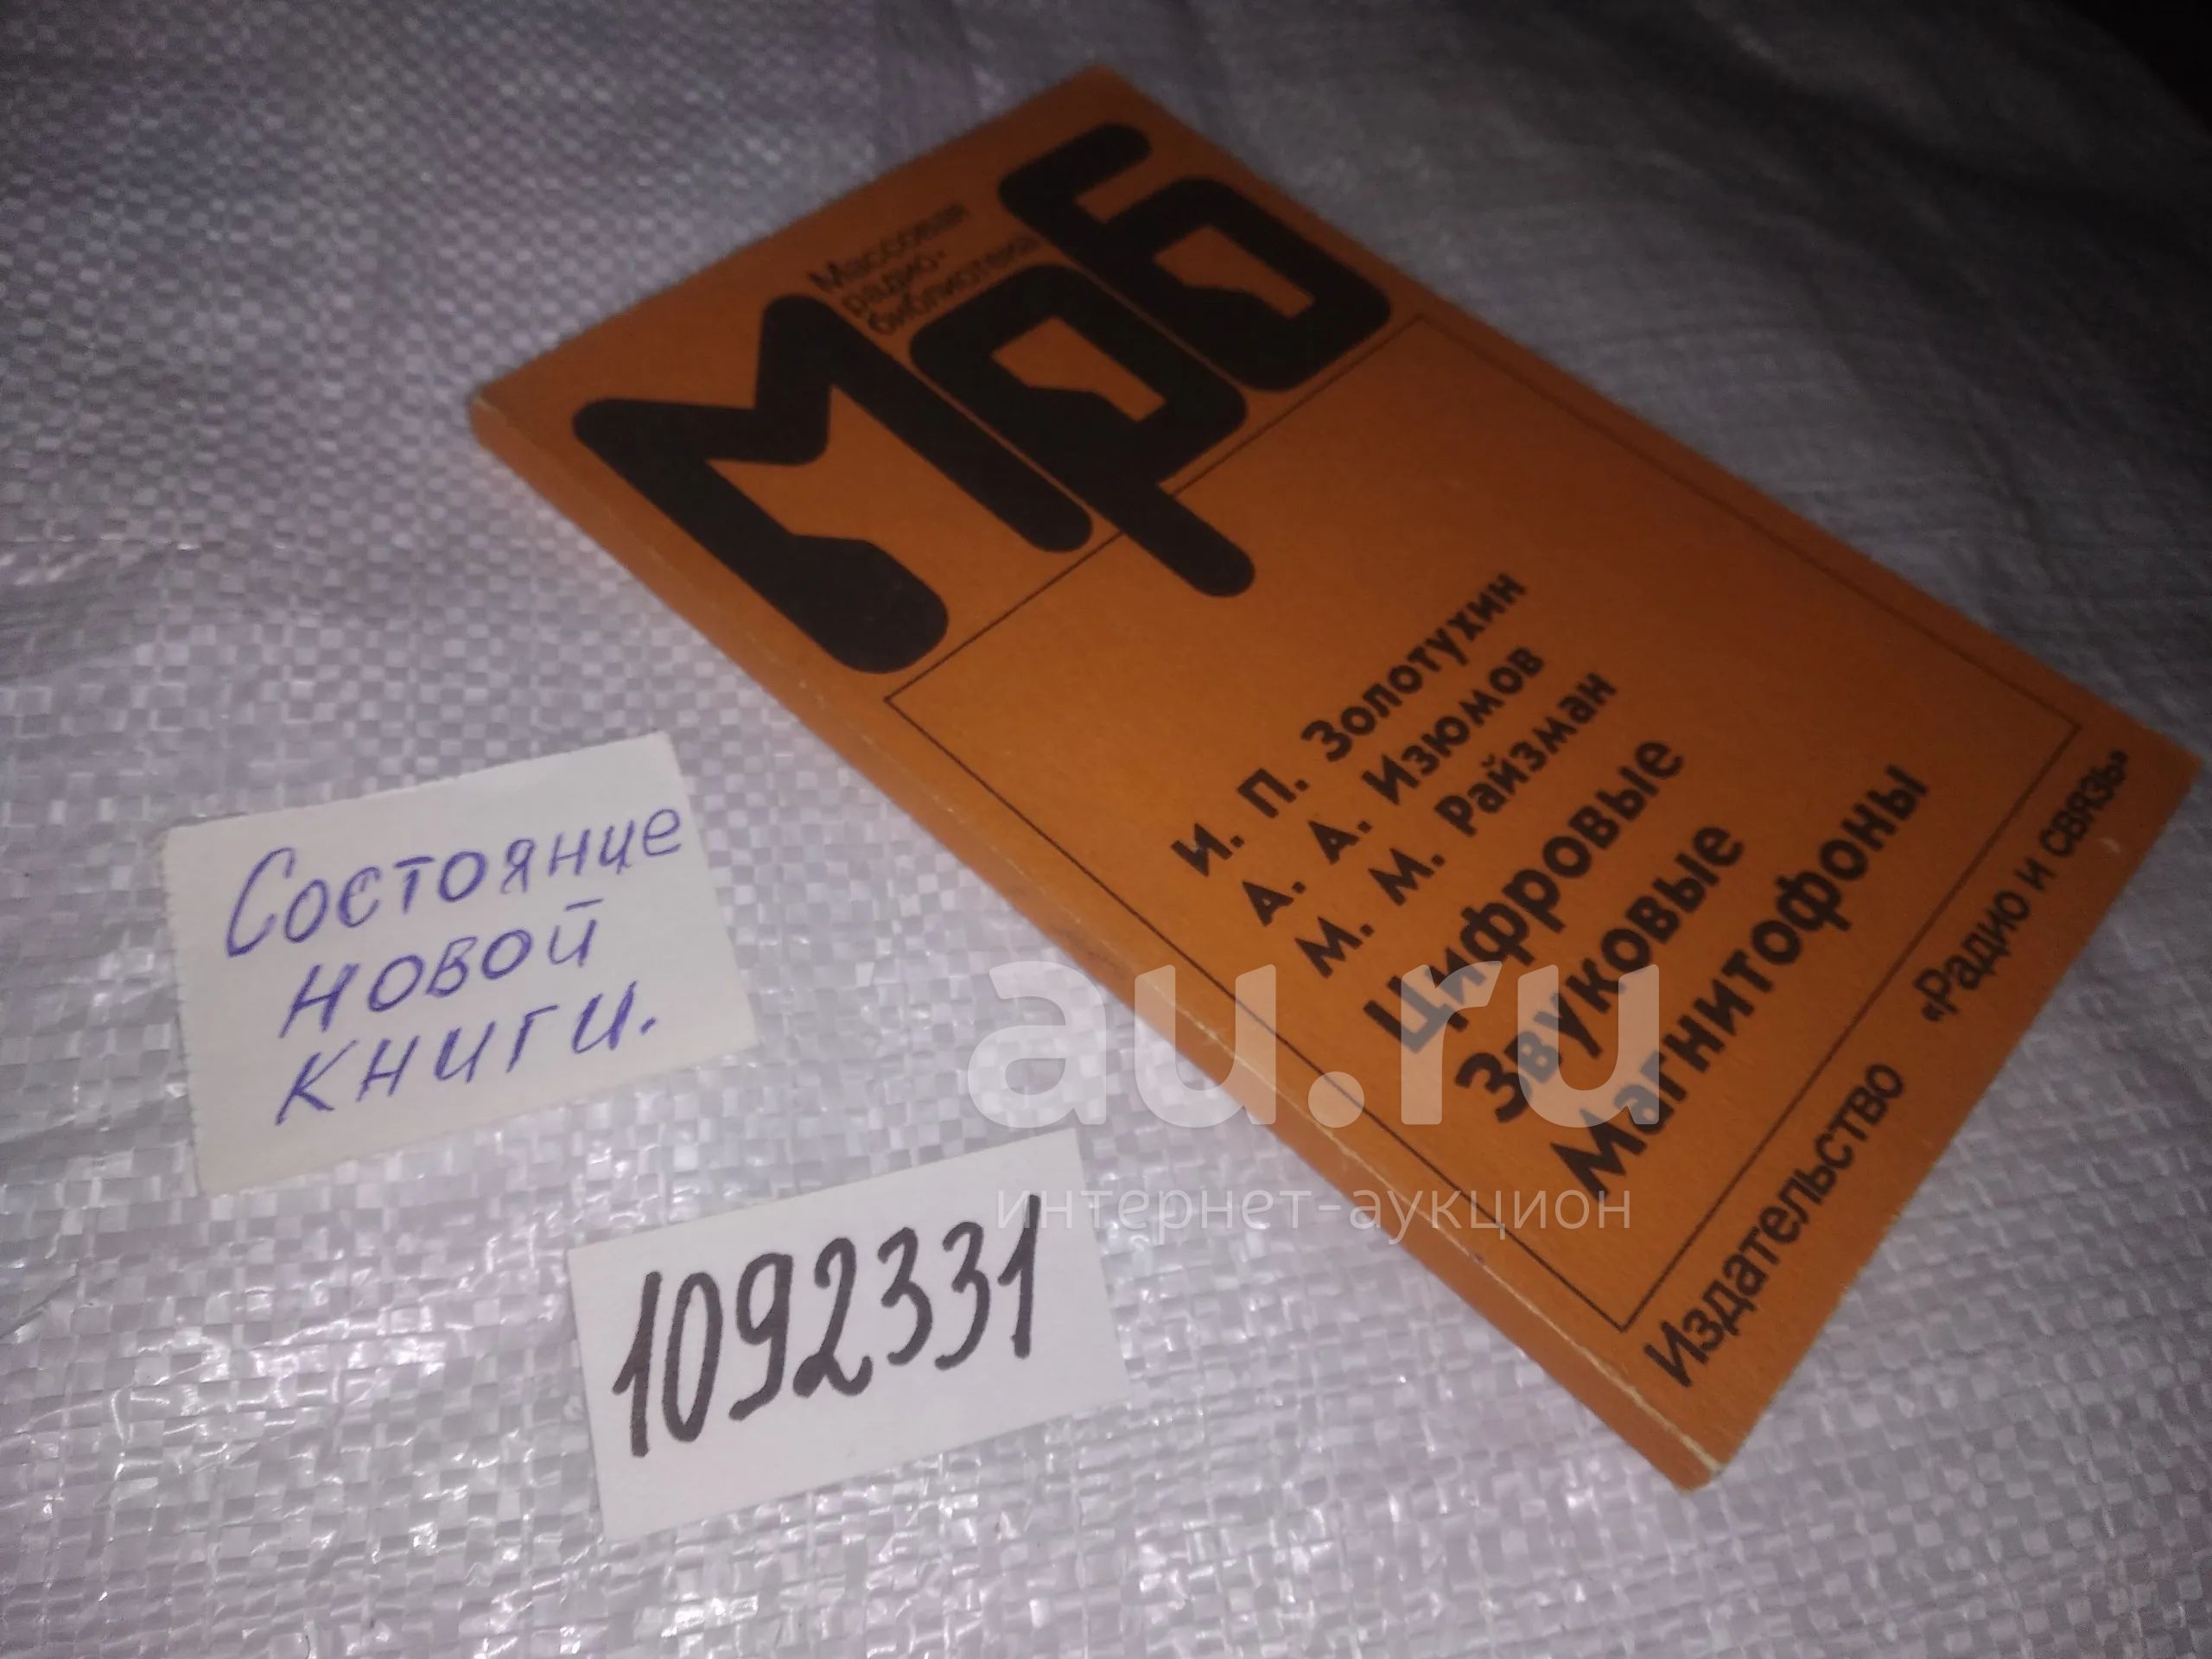 Массовая
радио-
библиотека
Мрб
И. П. Золотухин
А. А. Изюмов
М. М. Райзман
Цифровые
Звуковые
Магнитофоны
Издательство «Радио и связь»
Состояние
новой
книги.
1092331
au.ru
интернет-аукцион